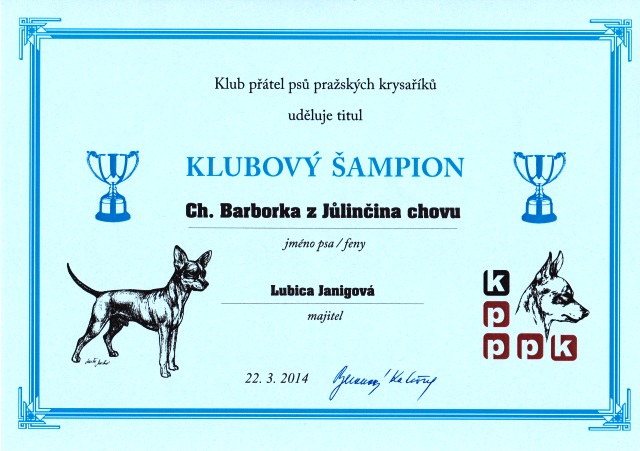 Klub přátel psů pražských krysaříků
uděluje titul
KLUBOVÝ ŠAMPION
Ch. Barborka z Jůlinčina chovu
jméno psa / feny
Lubica Janigová
majitel
k
p
p p k
22. 3. 2014